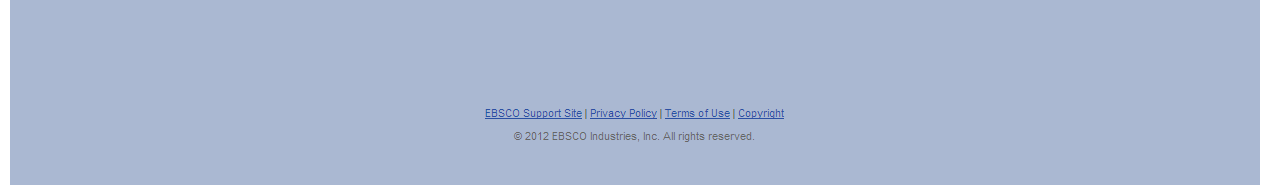 EBSCO Support Site | Privacy Policy | Terms of Use | Copyright
© 2012 EBSCO Industries, Inc. All rights reserved.